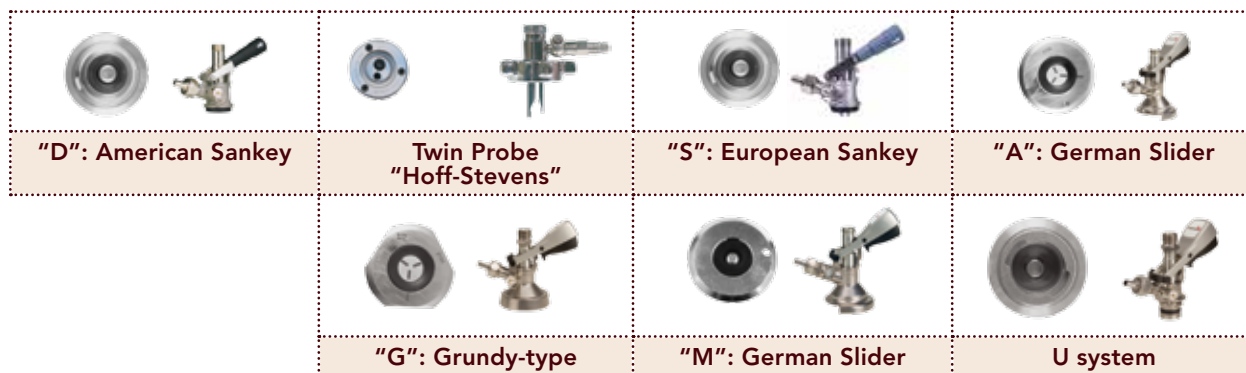 “D”: American Sankey
Twin Probe
“Hoff-Stevens”
“S”: European Sankey
“A”: German Slider
“G”: Grundy-type
“M”: German Slider
U system